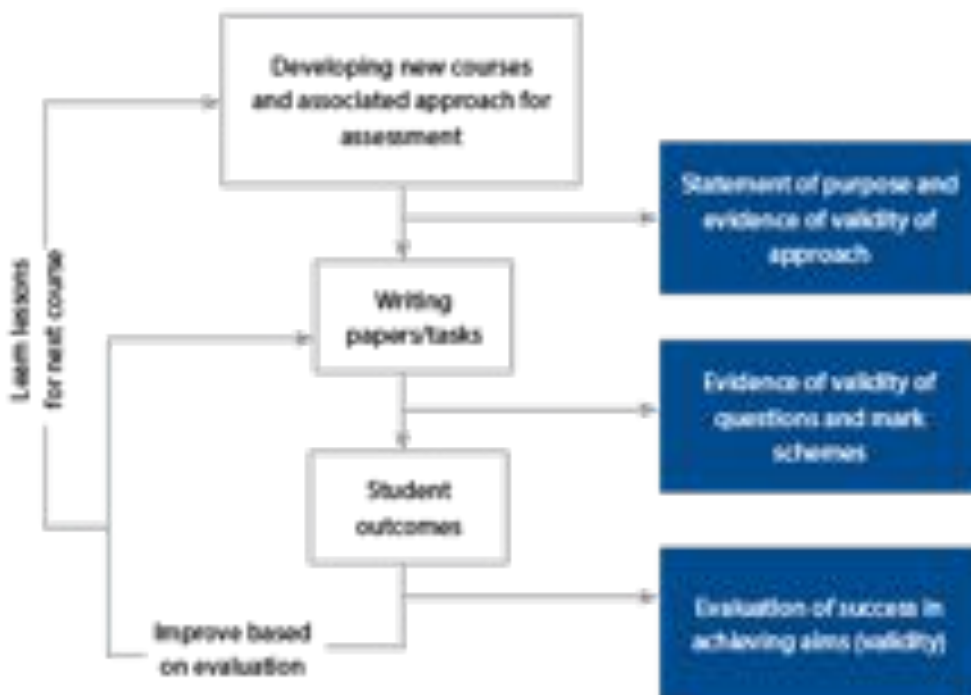 Developing new courses
and associated approach for
assessment
Statement of purpose and
evidence of validity of
approach
Learn lessons
for next course
Writing
papers/tasks
Evidence of validity of
questions and mark
schemes
Student
outcomes
Improve based
on evaluation
Evaluation of success in
achieving aims (validity)